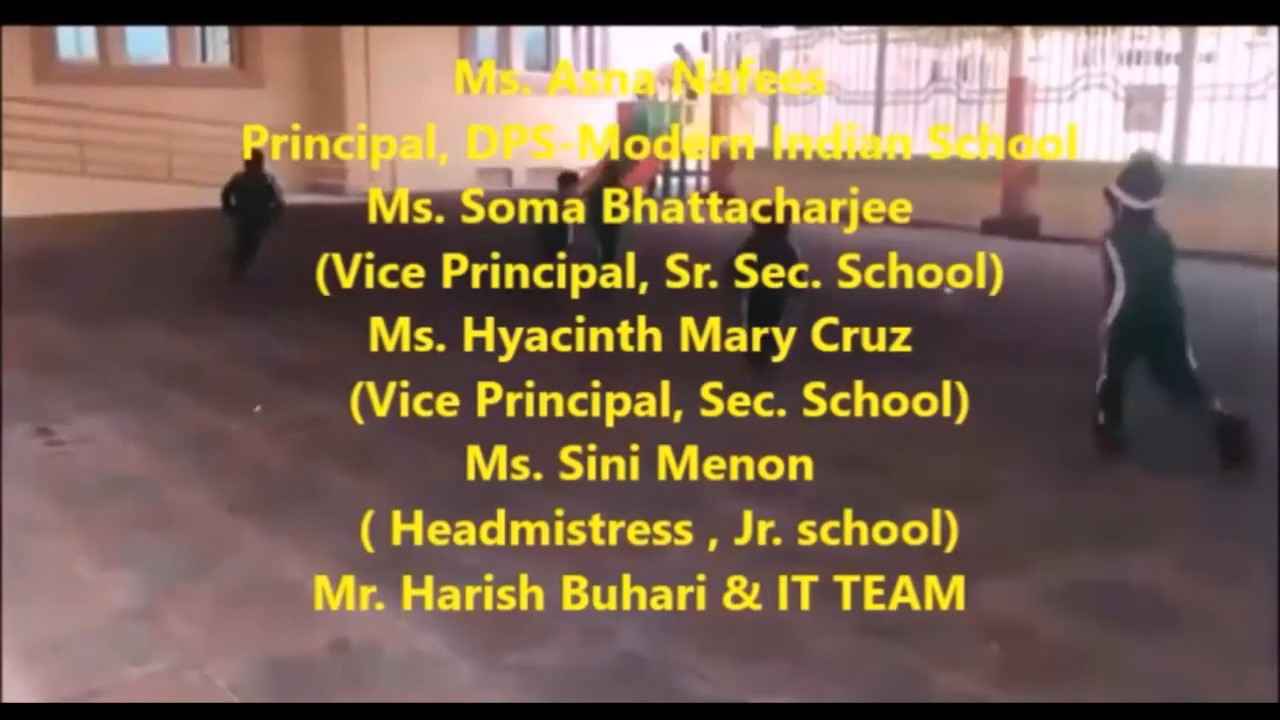 Ms. Asna Nafees
Principal, DPS-Modern Indian School
Ms. Soma Bhattacharjee
(Vice Principal, Sr. Sec. School)
Ms. Hyacinth Mary Cruz
(Vice Principal, Sec. School)
Ms. Sini Menon
( Headmistress , Jr. school)
Mr. Harish Buhari & IT TEAM